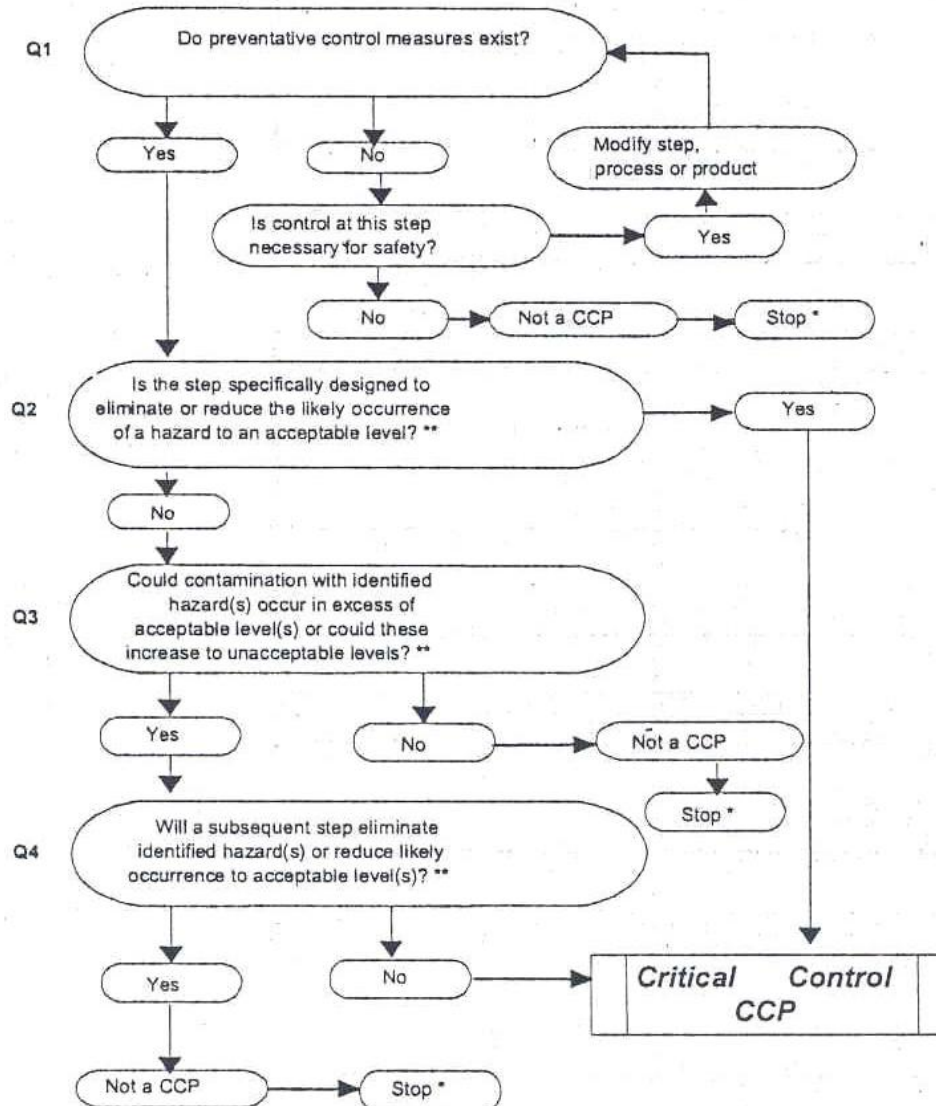 Q1
Do preventative control measures exist?
Yes
No
Modify step,
process or product
Is control at this step
necessary for safety?
Yes
No
Not a CCP
Stop *
Q2
Is the step specifically designed to
eliminate or reduce the likely occurrence
of a hazard to an acceptable level? **
Yes
No
Q3
Could contamination with identified
hazard(s) occur in excess of
acceptable level(s) or could these
increase to unacceptable levels? **
Yes
No
Not a CCP
Stop *
Q4
Will a subsequent step eliminate
identified hazard(s) or reduce likely
occurrence to acceptable level(s)? **
Yes
No
Critical Control
CCP
Not a CCP
Stop *